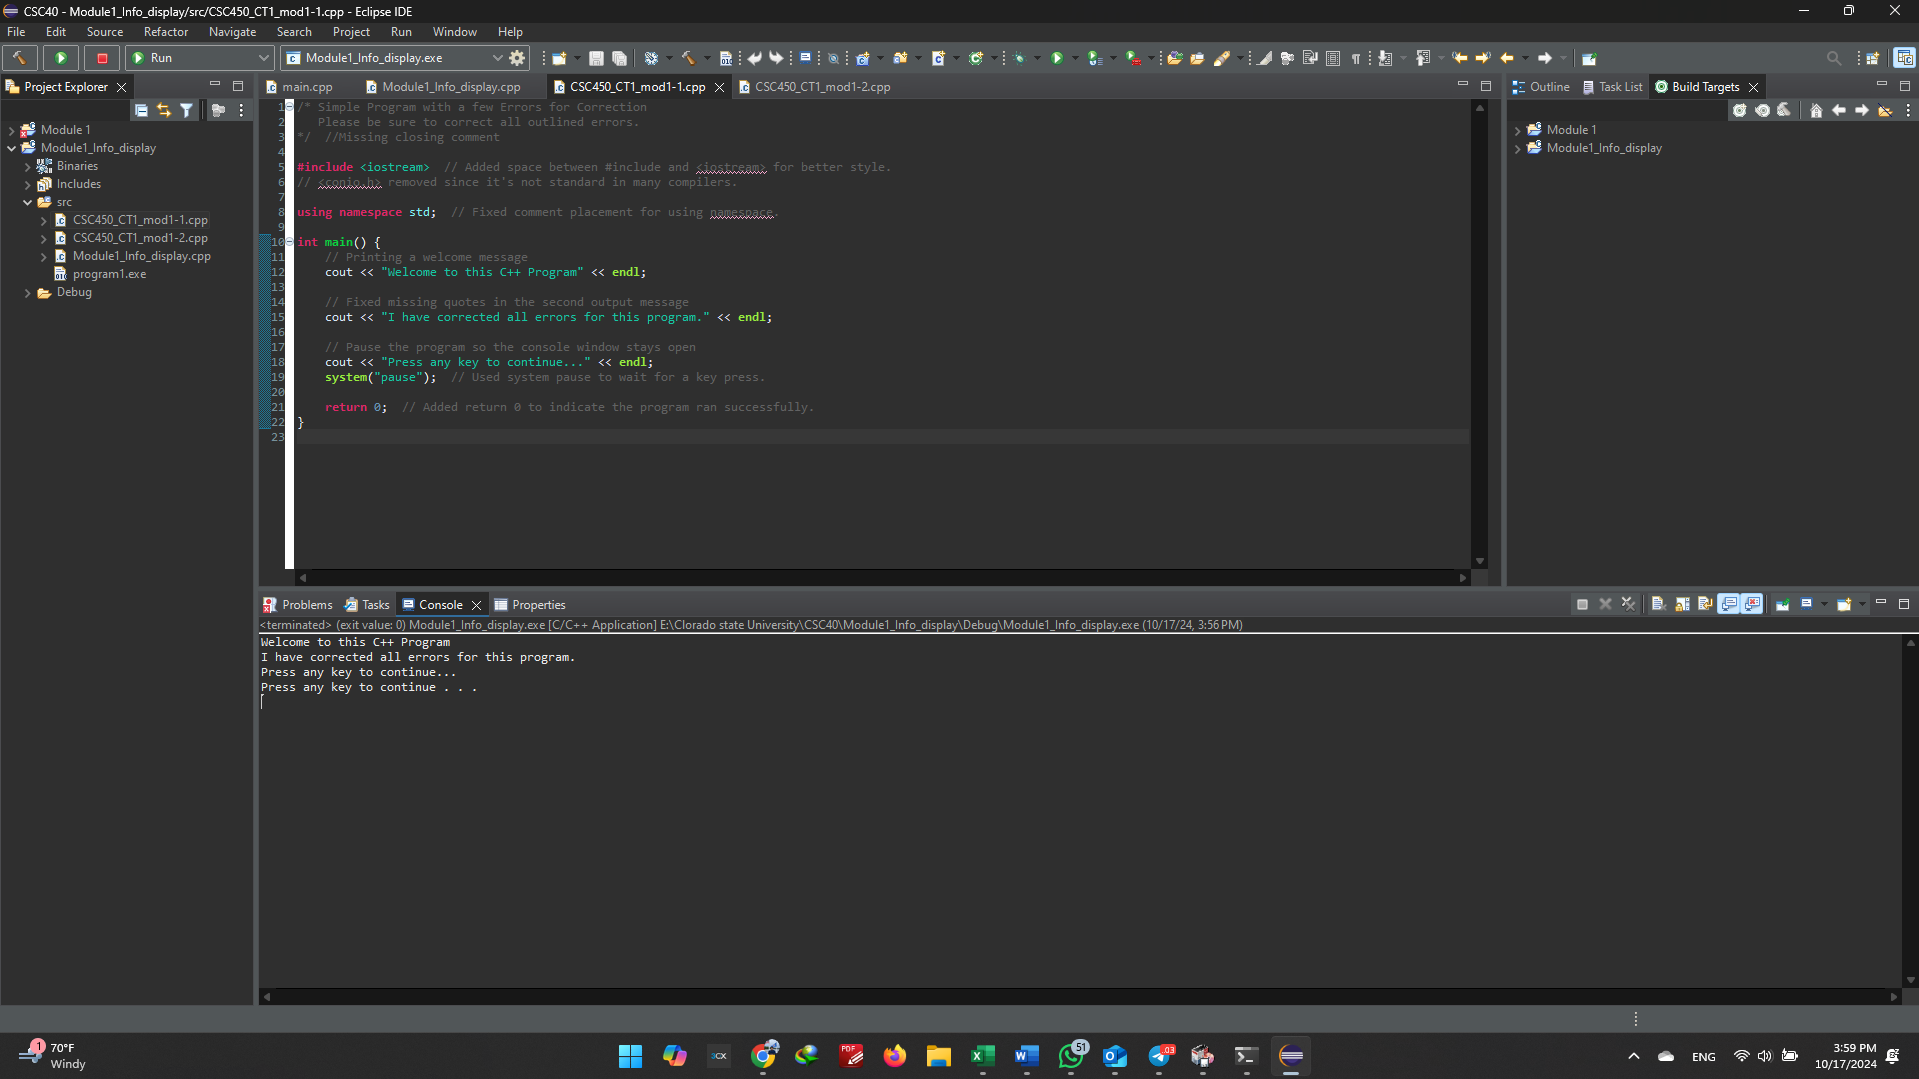 CSC40 - Module1_Info_display/src/CSC450_CT1_mod1-1.cpp - Eclipse IDE
File Edit Source Refactor Navigate Search Project Run Window Help
Run
Module1_Info_display.exe
Project Explorer
Module 1
Module1_Info_display
Binaries
Includes
src
CSC450_CT1_mod1-1.cpp
CSC450_CT1_mod1-2.cpp
Module1_Info_display.cpp
program1.exe
Debug
main.cpp Module1_Info_display.cpp CSC450_CT1_mod1-1.cpp CSC450_CT1_mod1-2.cpp
1 /* Simple Program with a few Errors for Correction
2 Please be sure to correct all outlined errors.
3 */ //Missing closing comment
4
5 #include <iostream> // Added space between #include and <iostream> for better style.
6 // <conio.h> removed since it's not standard in many compilers.
7
8 using namespace std; // Fixed comment placement for using namespace.
9
10 int main() {
11 // Printing a welcome message
12 cout << "Welcome to this C++ Program" << endl;
13
14 // Fixed missing quotes in the second output message
15 cout << "I have corrected all errors for this program." << endl;
16
17 // Pause the program so the console window stays open
18 cout << "Press any key to continue..." << endl;
19 system("pause"); // Used system pause to wait for a key press.
20
21 return 0; // Added return 0 to indicate the program ran successfully.
22 }
23
Outline Task List Build Targets
Module 1
Module1_Info_display
Problems Tasks Console Properties
<terminated> (exit value: 0) Module1_Info_display.exe [C/C++ Application] E:\Clorado state University\CSC40\Module1_Info_display\Debug\Module1_Info_display.exe (10/17/24, 3:56 PM)
Welcome to this C++ Program
I have corrected all errors for this program.
Press any key to continue...
Press any key to continue . . .
1
70°F
Windy
3CX
PDF
51
.03
ENG
3:59 PM
10/17/2024